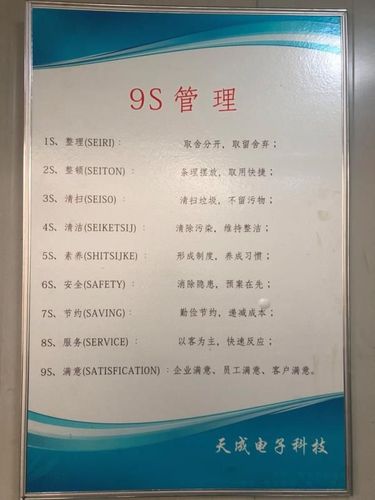 9S 管 理
1S、整理(SEIRI)： 取舍分开，取留舍弃；
2S、整顿(SEITON)： 条理摆放，取用快捷；
3S、清扫(SEISO)： 清扫垃圾，不留污物；
4S、清洁(SEIKETSIJ)： 清除污染，维持整洁；
5S、素养(SHITSIJKE)： 形成制度，养成习惯；
6S、安全(SAFETY)： 消除隐患，预案在先；
7S、节约(SAVING)： 勤俭节约，递减成本；
8S、服务(SERVICE)： 以客为主，快速反应；
9S、满意(SATISFICATION)：企业满意、员工满意、客户满意。
天成电子科技